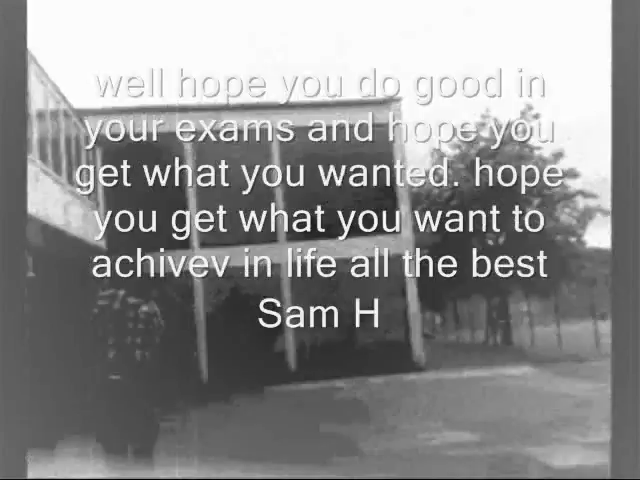 well hope you do good in
your exams and hope you
get what you wanted. hope
you get what you want to
achivev in life all the best
Sam H